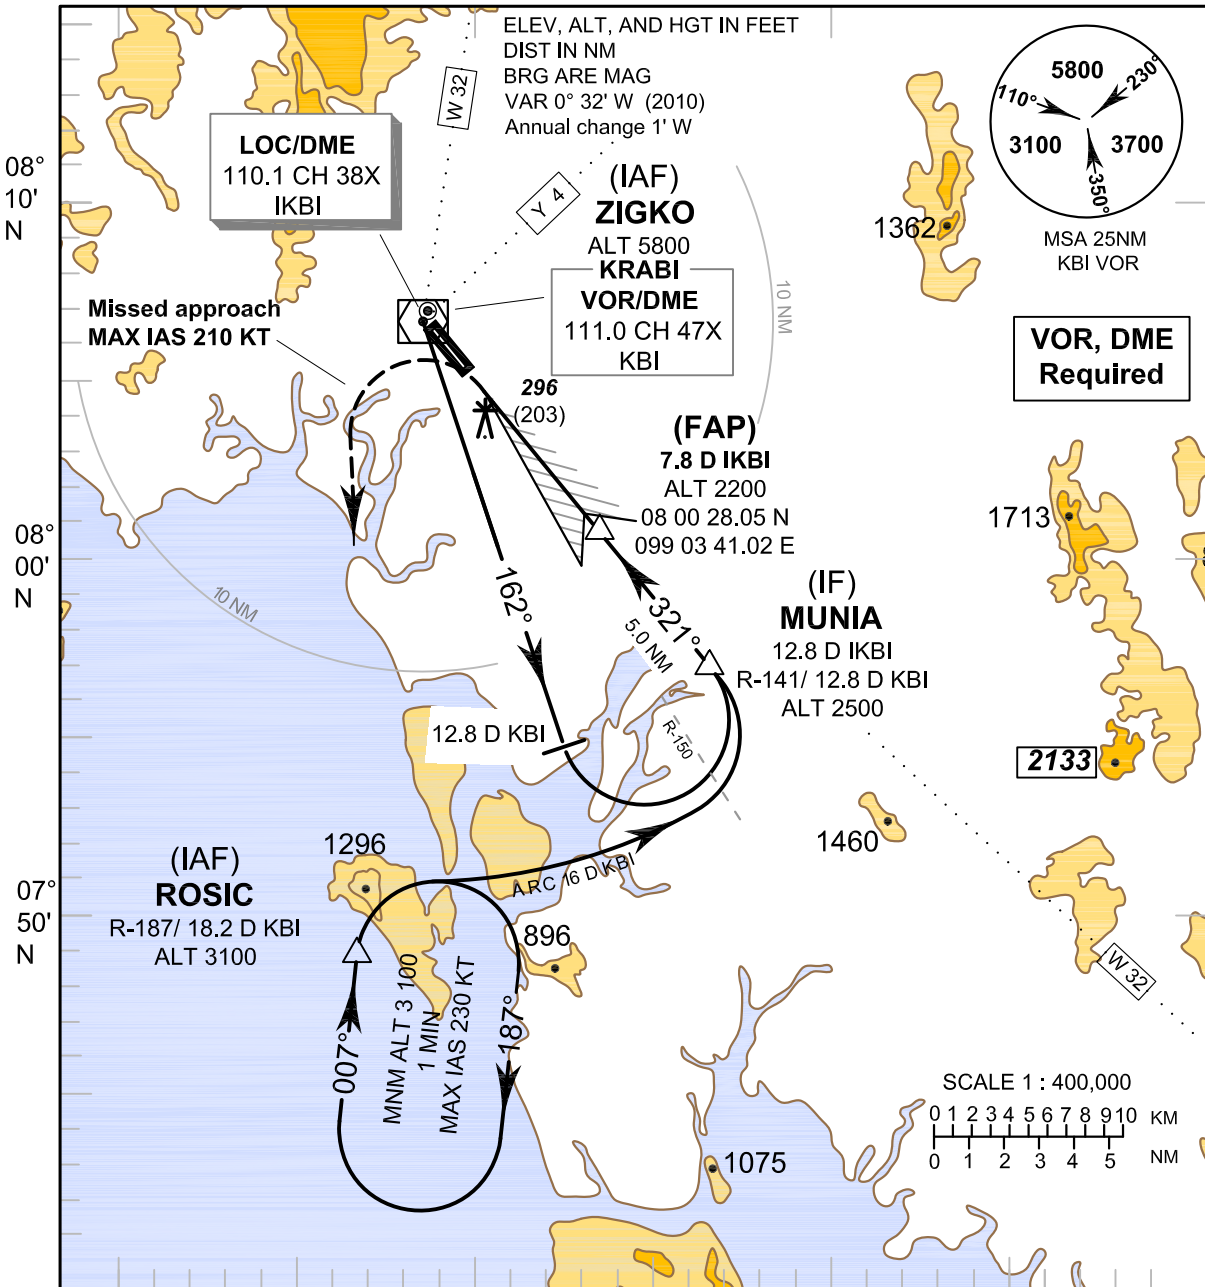 ELEV, ALT, AND HGT IN FEET
DIST IN NM
BRG ARE MAG
VAR 0° 32' W (2010)
Annual change 1' W
W 32
Y 4
LOC/DME
110.1 CH 38X
IKBI
(IAF)
ZIGKO
ALT 5800
KRABI
VOR/DME
111.0 CH 47X
KBI
5800
230°
110°
3100
3700
350°
MSA 25NM
KBI VOR
VOR, DME
Required
08°
10'
N
1362
10 NM
Missed approach
MAX IAS 210 KT
296
(203)
(FAP)
7.8 D IKBI
ALT 2200
08 00 28.05 N
099 03 41.02 E
1713
08°
00'
N
10 NM
162°
321°
5.0 NM
(IF)
MUNIA
12.8 D IKBI
R-141/ 12.8 D KBI
ALT 2500
12.8 D KBI
R-150
2133
1460
1296
ARC 16 D KBI
(IAF)
ROSIC
R-187/ 18.2 D KBI
ALT 3100
07°
50'
N
896
W 32
007°
MNM ALT 3 100
1 MIN
MAX IAS 230 KT
187°
1075
SCALE 1 : 400,000
0 1 2 3 4 5 6 7 8 9 10 KM
0 1 2 3 4 5 NM